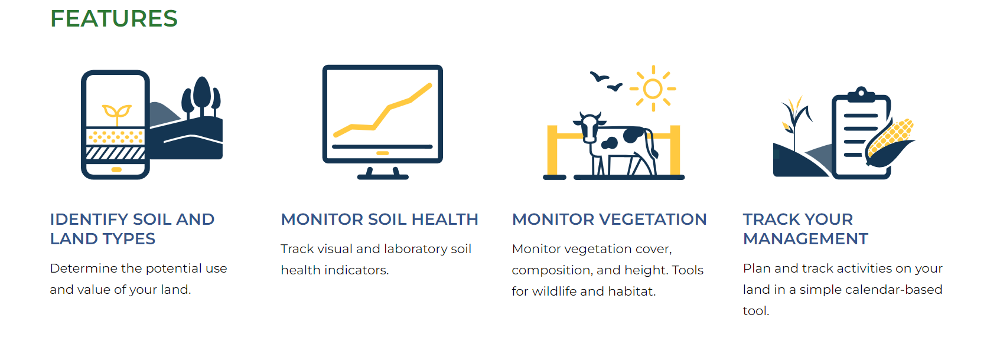 FEATURES
IDENTIFY SOIL AND
LAND TYPES
Determine the potential use
and value of your land.
MONITOR SOIL HEALTH
Track visual and laboratory soil
health indicators.
MONITOR VEGETATION
Monitor vegetation cover,
composition, and height. Tools
for wildlife and habitat.
TRACK YOUR
MANAGEMENT
Plan and track activities on your
land in a simple calendar-based
tool.